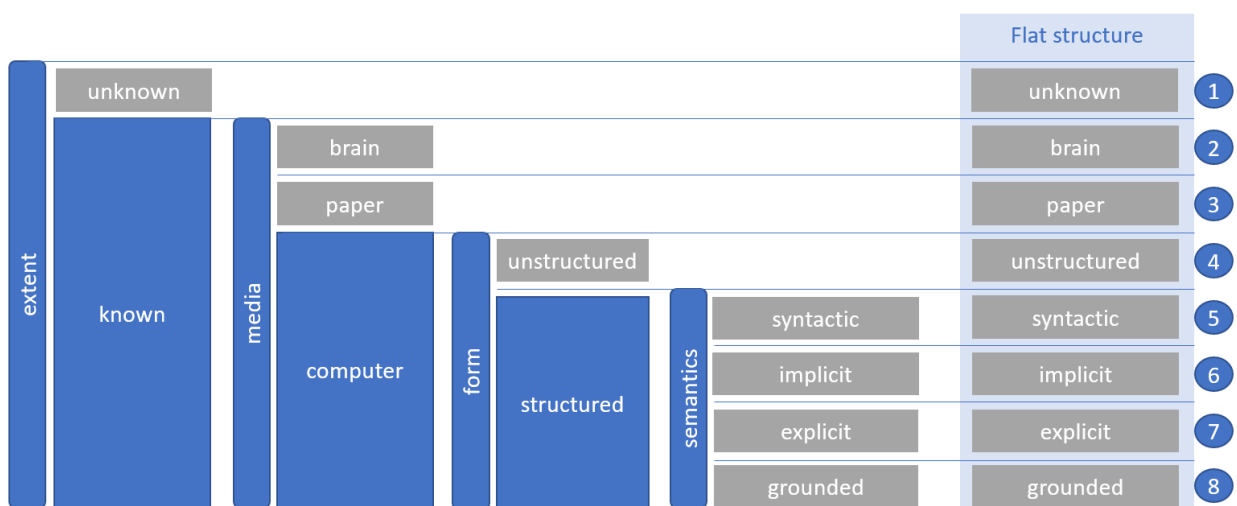 Flat structure
unknown unknown 1
brain brain 2
paper paper 3
unstructured unstructured 4
extent known media computer form structured semantics
syntactic syntactic 5
implicit implicit 6
explicit explicit 7
grounded grounded 8